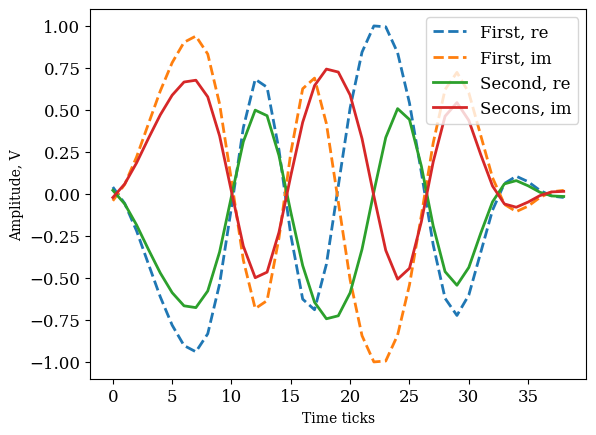 1.00
0.75
0.50
0.25
0.00
−0.25
−0.50
−0.75
−1.00
Amplitude, V
0 5 10 15 20 25 30 35
Time ticks
First, re
First, im
Second, re
Secons, im